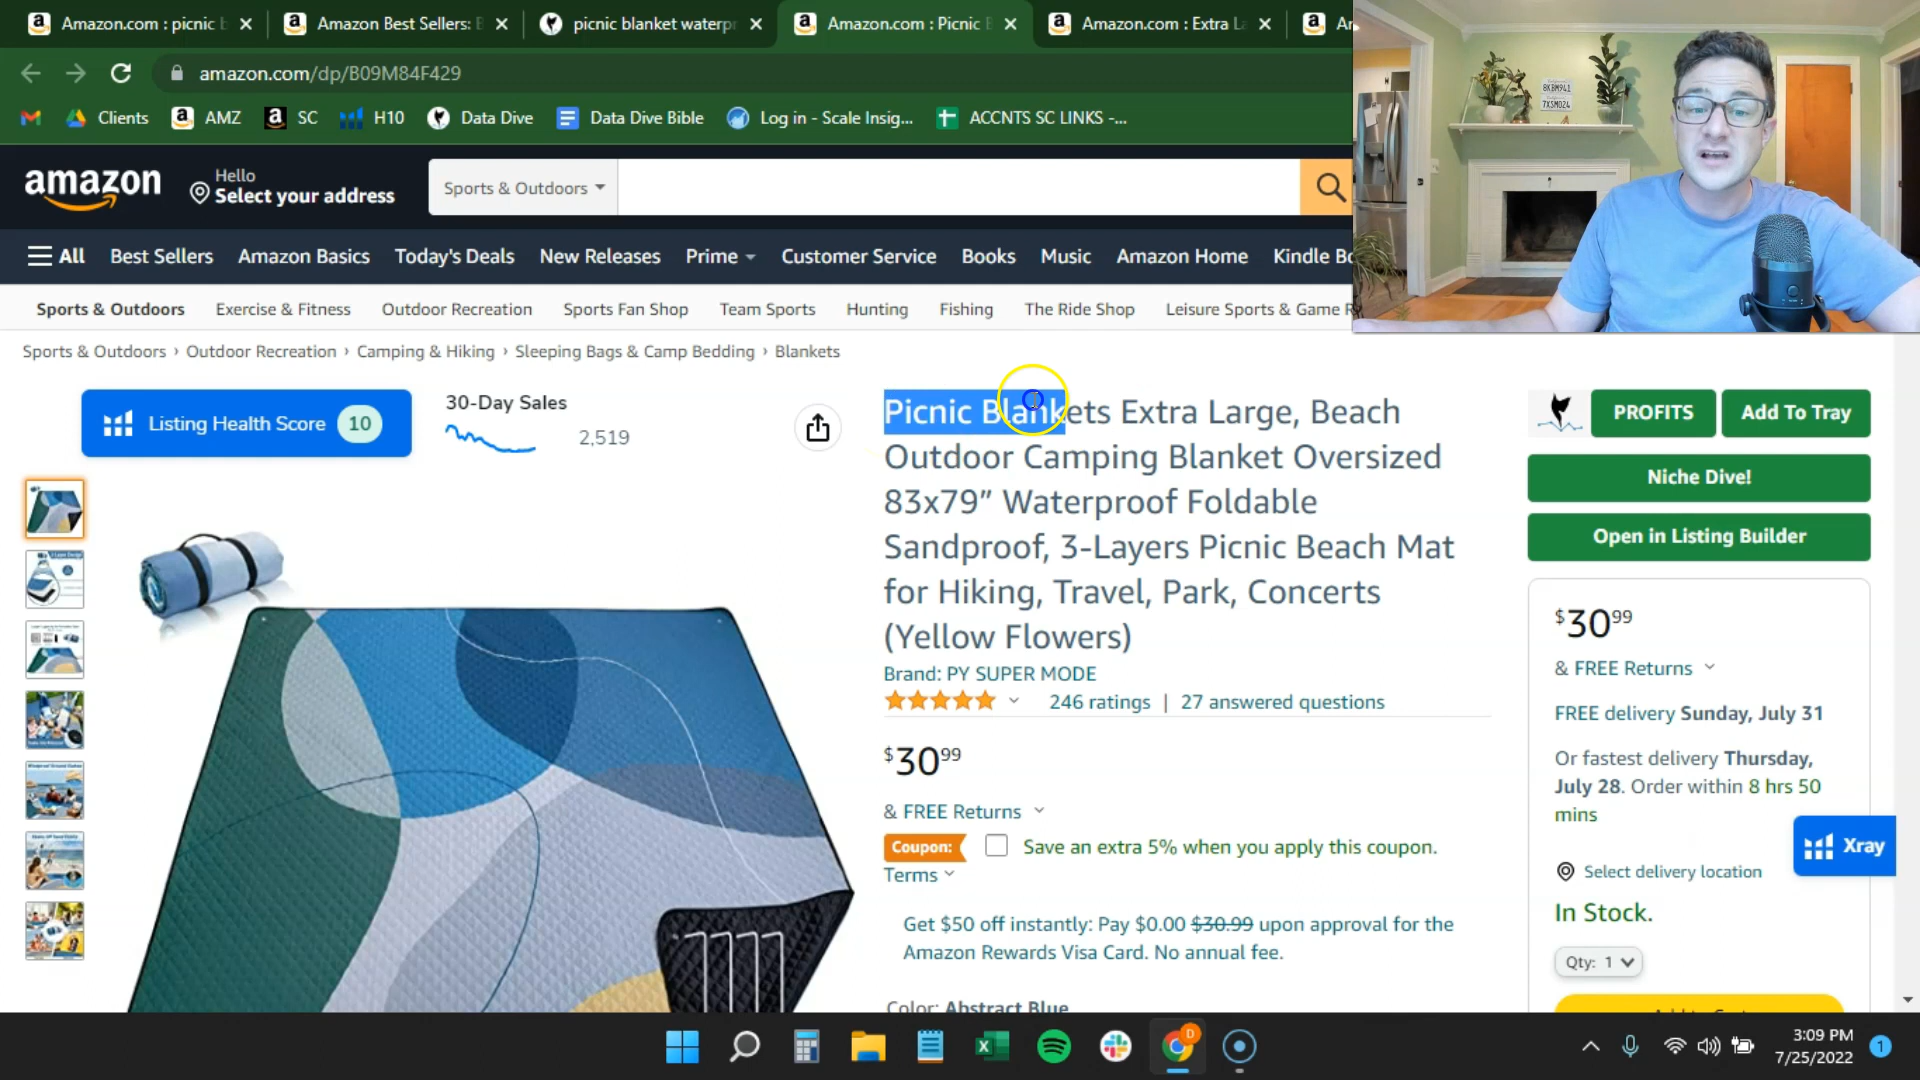 Amazon.com : picnic b
Amazon Best Sellers: B
picnic blanket waterpr
Amazon.com : Picnic B
Amazon.com : Extra La
amazon.com/dp/B09M84F429
Clients
AMZ
SC
H10
Data Dive
Data Dive Bible
Log in - Scale Insig...
ACCNTS SC LINKS -...
8KBM941
7XSM024
amazon
Hello
Select your address
Sports & Outdoors
All
Best Sellers
Amazon Basics
Today's Deals
New Releases
Prime
Customer Service
Books
Music
Amazon Home
Kindle Bo
Sports & Outdoors
Exercise & Fitness
Outdoor Recreation
Sports Fan Shop
Team Sports
Hunting
Fishing
The Ride Shop
Leisure Sports & Game R
Sports & Outdoors › Outdoor Recreation › Camping & Hiking › Sleeping Bags & Camp Bedding › Blankets
Listing Health Score 10
30-Day Sales
2,519
Picnic Blankets Extra Large, Beach
Outdoor Camping Blanket Oversized
83x79” Waterproof Foldable
Sandproof, 3-Layers Picnic Beach Mat
for Hiking, Travel, Park, Concerts
(Yellow Flowers)
Brand: PY SUPER MODE
246 ratings | 27 answered questions
$30 99
& FREE Returns
Coupon: Save an extra 5% when you apply this coupon.
Terms
Get $50 off instantly: Pay $0.00 $30.99 upon approval for the
Amazon Rewards Visa Card. No annual fee.
Color: Abstract Blue
PROFITS
Add To Tray
Niche Dive!
Open in Listing Builder
$30 99
& FREE Returns
FREE delivery Sunday, July 31
Or fastest delivery Thursday,
July 28. Order within 8 hrs 50
mins
Xray
Select delivery location
In Stock.
Qty: 1
3:09 PM
7/25/2022
1